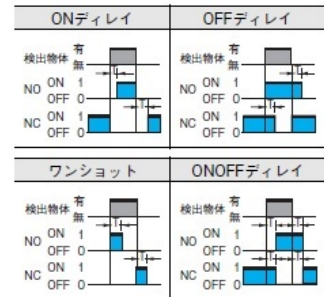 ONディレイ
検出物体 有
無
T
NO ON 1
OFF 0
T
NC ON 1
OFF 0
OFFディレイ
検出物体 有
無
T
NO ON 1
OFF 0
T
NC ON 1
OFF 0
ワンショット
検出物体 有
無
T
NO ON 1
OFF 0
T
NC ON 1
OFF 0
ONOFFディレイ
検出物体 有
無
T T
NO ON 1
OFF 0
T T
NC ON 1
OFF 0